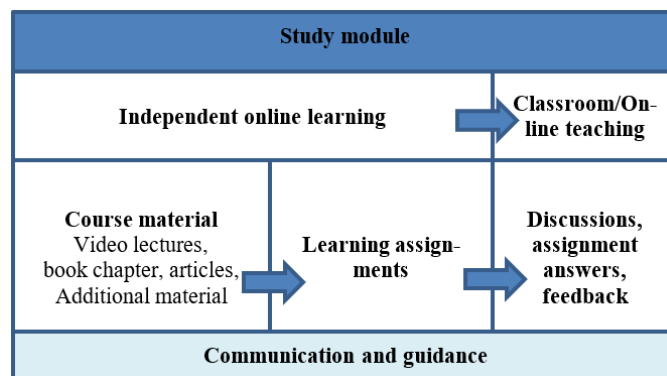 Study module
Independent online learning
Classroom/On-
line teaching
Course material
Video lectures,
book chapter, articles,
Additional material
Learning assign-
ments
Discussions,
assignment
answers,
feedback
Communication and guidance